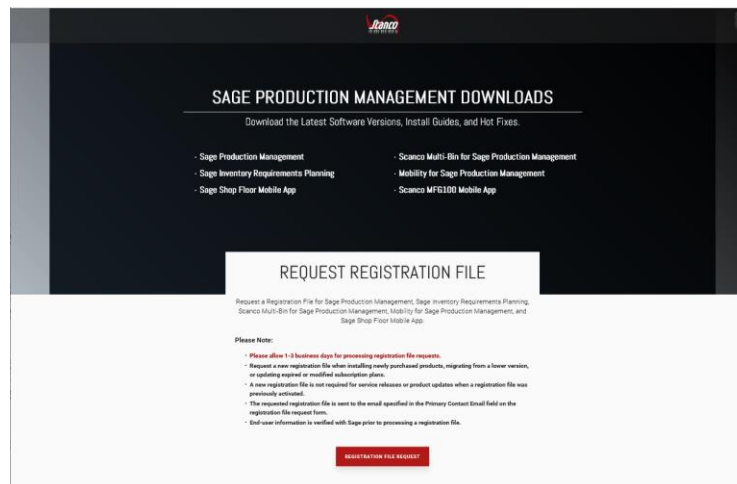 Scanco
SAGE PRODUCTION MANAGEMENT DOWNLOADS
Download the Latest Software Versions, Install Guides, and Hot Fixes.
- Sage Production Management
- Sage Inventory Requirements Planning
- Sage Shop Floor Mobile App
- Scanco Multi-Bin for Sage Production Management
- Mobility for Sage Production Management
- Scanco MFG100 Mobile App
REQUEST REGISTRATION FILE
Request a Registration File for Sage Production Management, Sage Inventory Requirements Planning,
Scanco Multi-Bin for Sage Production Management, Mobility for Sage Production Management, and
Sage Shop Floor Mobile App.
Please Note:
• Please allow 1-3 business days for processing registration file requests.
• Request a new registration file when installing newly purchased products, migrating from a lower version,
or updating expired or modified subscription plans.
• A new registration file is not required for service releases or product updates when a registration file was
previously activated.
• The requested registration file is sent to the email specified in the Primary Contact Email field on the
registration file request form.
• End-user information is verified with Sage prior to processing a registration file.
REGISTRATION FILE REQUEST